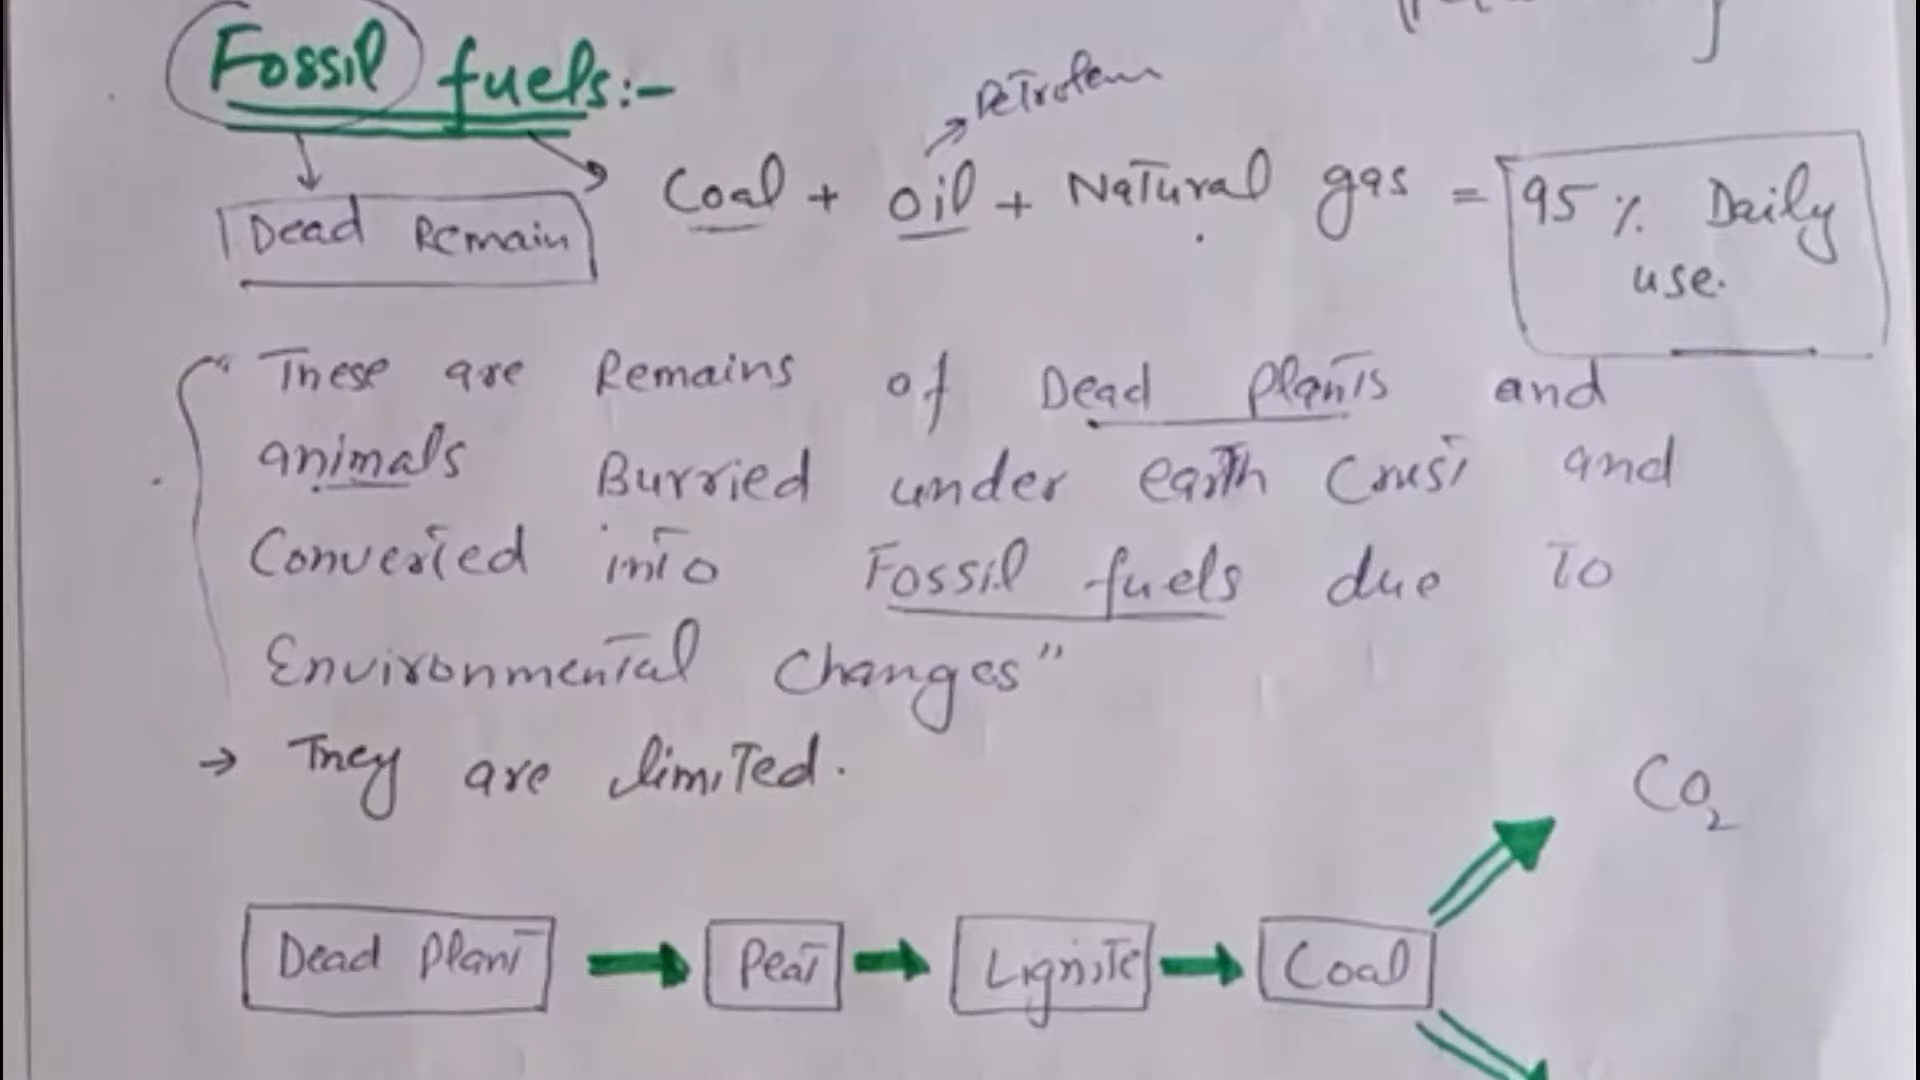 Fossil fuels:-
Petroleum
Dead Remain
Coal + Oil + Natural gas = 95 % Daily use.
"These are Remains of Dead Plants and
animals Burried under earth Crust and
Converted into Fossil fuels due to
Environmental Changes"
→ They are limited.
CO₂
Dead Plant → Peat → Lignite → Coal